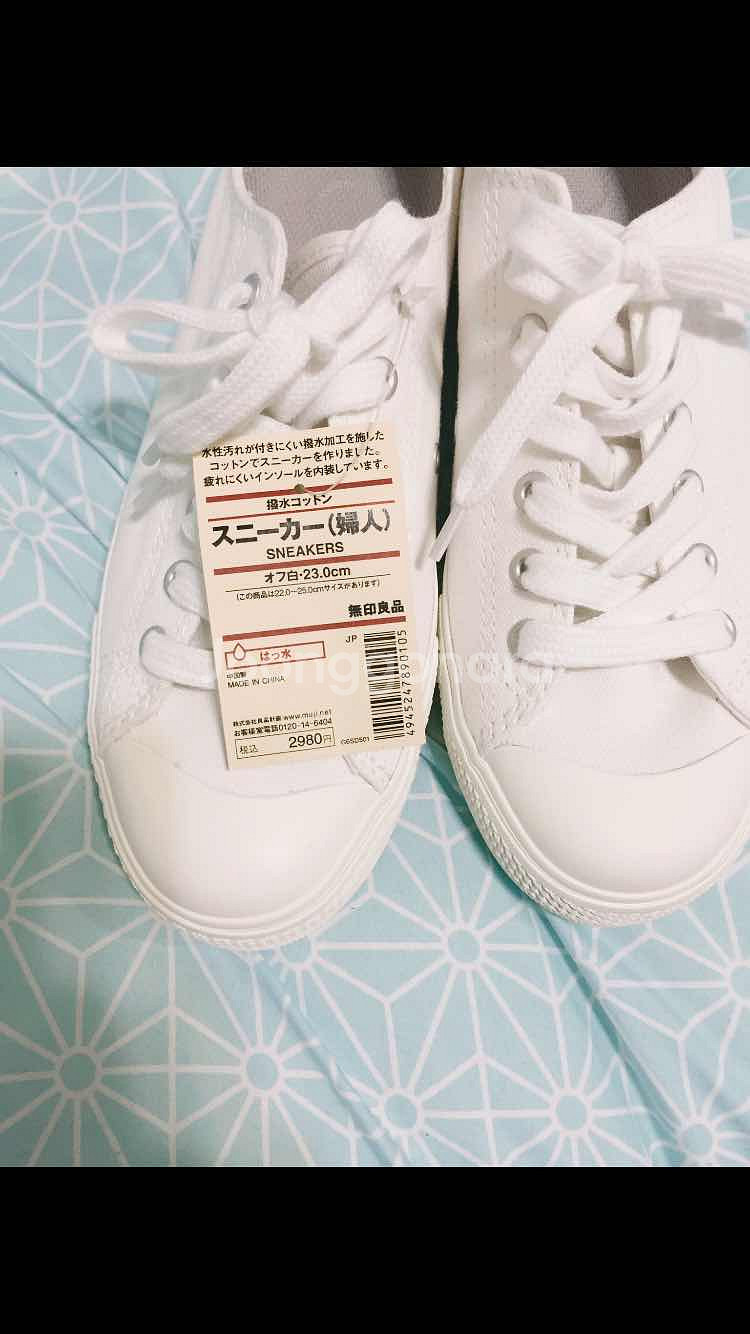 水性汚れが付きにくい撥水加工を施した
コットンでスニーカーを作りました。
疲れにくいインソールを内装しています。
撥水コットン
スニーカー(婦人)
SNEAKERS
オフ白・23.0cm
(この商品は22.0〜25.0cmサイズがあります)
無印良品
はっ水
JP
中国製
MADE IN CHINA
株式会社良品計画 www.muji.net
お客様室電話0120-14-6404
税込 2980円
G6SDS01
4945247890105